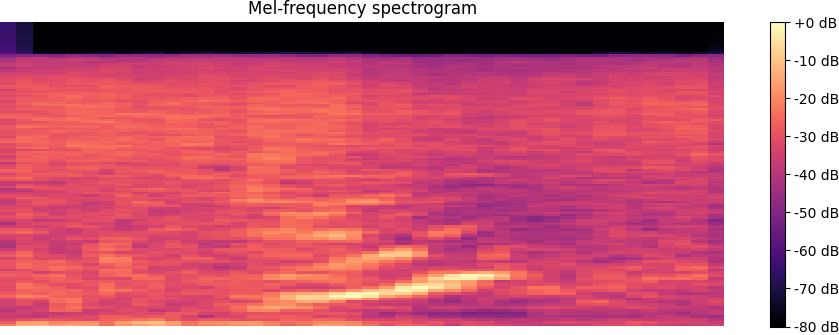 Mel-frequency spectrogram
+0 dB
-10 dB
-20 dB
-30 dB
-40 dB
-50 dB
-60 dB
-70 dB
-80 dB